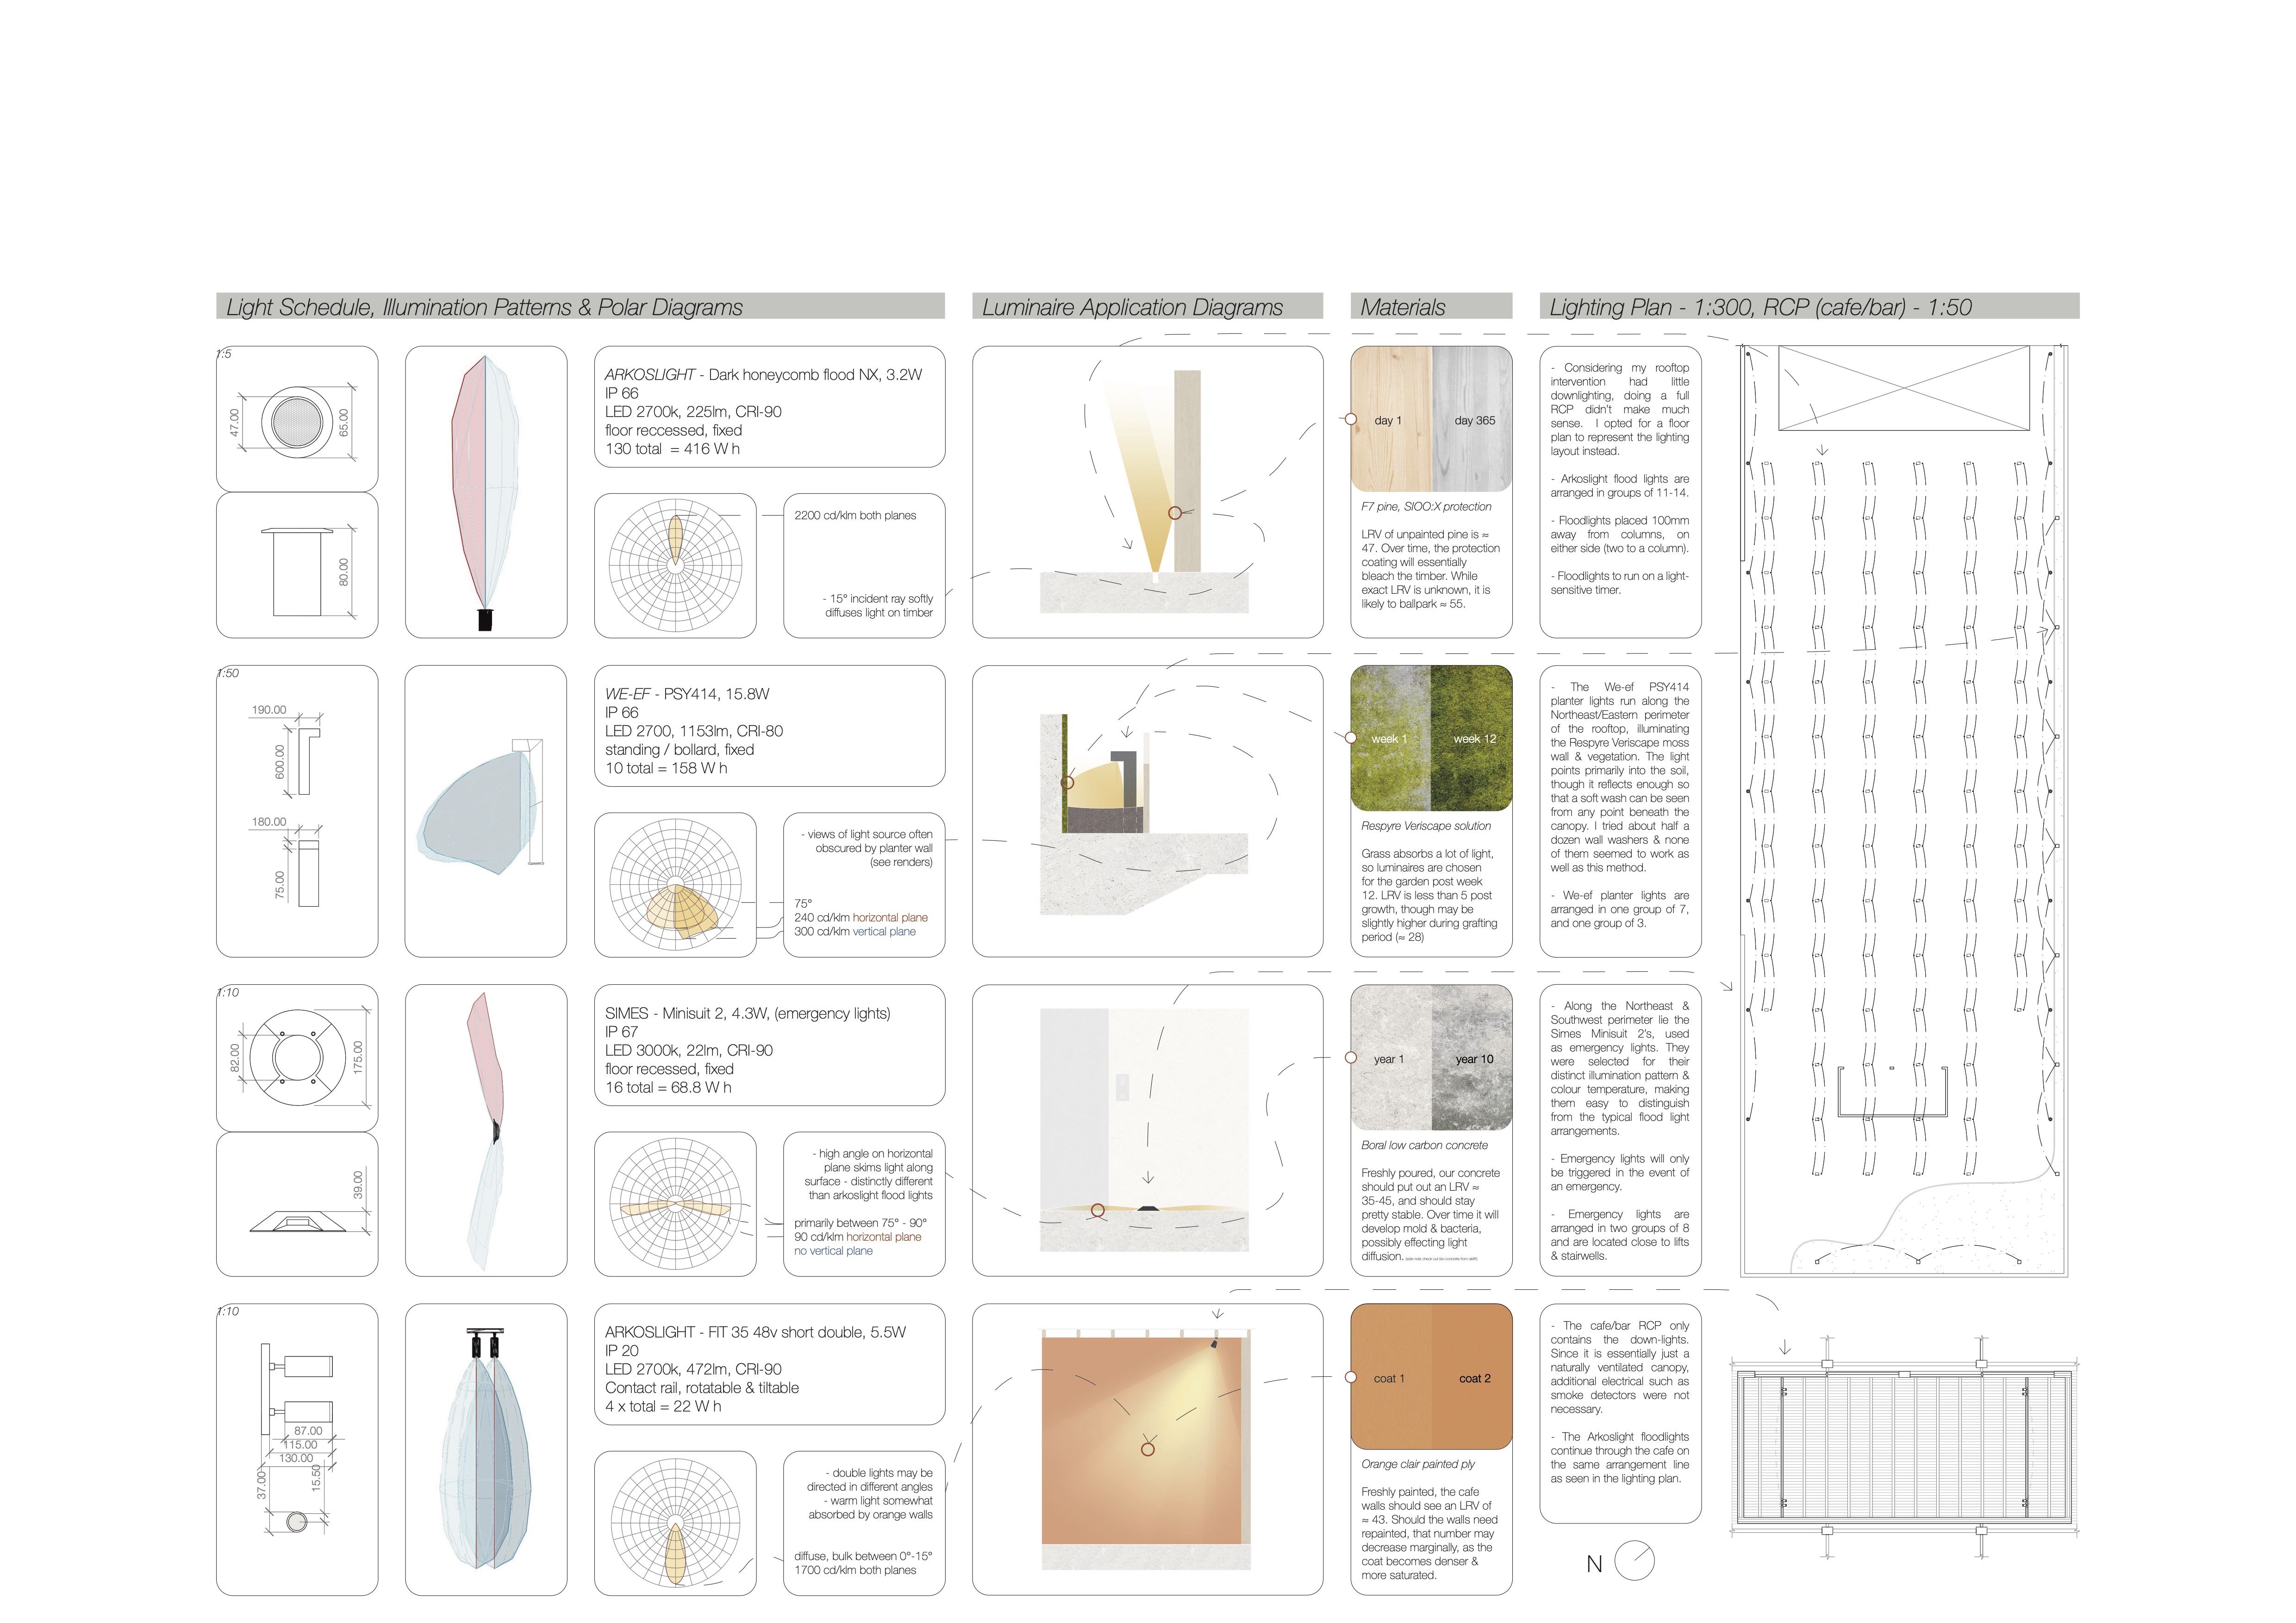 Light Schedule, Illumination Patterns & Polar Diagrams
Luminaire Application Diagrams
Materials
Lighting Plan - 1:300, RCP (cafe/bar) - 1:50
1:5
47.00
65.00
80.00
ARKOSLIGHT - Dark honeycomb flood NX, 3.2W
IP 66
LED 2700k, 225lm, CRI-90
floor reccessed, fixed
130 total = 416 W h
2200 cd/klm both planes
- 15° incident ray softly
diffuses light on timber
day 1
day 365
F7 pine, SIOO:X protection
LRV of unpainted pine is ≈
47. Over time, the protection
coating will essentially
bleach the timber. While
exact LRV is unknown, it is
likely to ballpark ≈ 55.
- Considering my rooftop
intervention had little
downlighting, doing a full
RCP didn't make much
sense. I opted for a floor
plan to represent the lighting
layout instead.
- Arkoslight flood lights are
arranged in groups of 11-14.
- Floodlights placed 100mm
away from columns, on
either side (two to a column).
- Floodlights to run on a light-
sensitive timer.
1:50
190.00
600.00
180.00
75.00
WE-EF - PSY414, 15.8W
IP 66
LED 2700, 1153lm, CRI-80
standing / bollard, fixed
10 total = 158 W h
- views of light source often
obscured by planter wall
(see renders)
75°
240 cd/klm horizontal plane
300 cd/klm vertical plane
week 1
week 12
Respyre Veriscape solution
Grass absorbs a lot of light,
so luminaires are chosen
for the garden post week
12. LRV is less than 5 post
growth, though may be
slightly higher during grafting
period (≈ 28)
- The We-ef PSY414
planter lights run along the
Northeast/Eastern perimeter
of the rooftop, illuminating
the Respyre Veriscape moss
wall & vegetation. The light
points primarily into the soil,
though it reflects enough so
that a soft wash can be seen
from any point beneath the
canopy. I tried about half a
dozen wall washers & none
of them seemed to work as
well as this method.
- We-ef planter lights are
arranged in one group of 7,
and one group of 3.
1:10
82.00
175.00
39.00
SIMES - Minisuit 2, 4.3W, (emergency lights)
IP 67
LED 3000k, 22lm, CRI-90
floor recessed, fixed
16 total = 68.8 W h
- high angle on horizontal
plane skims light along
surface - distinctly different
than arkoslight flood lights
primarily between 75° - 90°
90 cd/klm horizontal plane
no vertical plane
year 1
year 10
Boral low carbon concrete
Freshly poured, our concrete
should put out an LRV ≈
35-45, and should stay
pretty stable. Over time it will
develop mold & bacteria,
possibly effecting light
diffusion.
- Along the Northeast &
Southwest perimeter lie the
Simes Minisuit 2's, used
as emergency lights. They
were selected for their
distinct illumination pattern &
colour temperature, making
them easy to distinguish
from the typical flood light
arrangements.
- Emergency lights will only
be triggered in the event of
an emergency.
- Emergency lights are
arranged in two groups of 8
and are located close to lifts
& stairwells.
1:10
87.00
115.00
130.00
37.00
15.50
ARKOSLIGHT - FIT 35 48v short double, 5.5W
IP 20
LED 2700k, 472lm, CRI-90
Contact rail, rotatable & tiltable
4 x total = 22 W h
- double lights may be
directed in different angles
- warm light somewhat
absorbed by orange walls
diffuse, bulk between 0°-15°
1700 cd/klm both planes
coat 1
coat 2
Orange clair painted ply
Freshly painted, the cafe
walls should see an LRV of
≈ 43. Should the walls need
repainted, that number may
decrease marginally, as the
coat becomes denser &
more saturated.
- The cafe/bar RCP only
contains the down-lights.
Since it is essentially just a
naturally ventilated canopy,
additional electrical such as
smoke detectors were not
necessary.
- The Arkoslight floodlights
continue through the cafe on
the same arrangement line
as seen in the lighting plan.
N